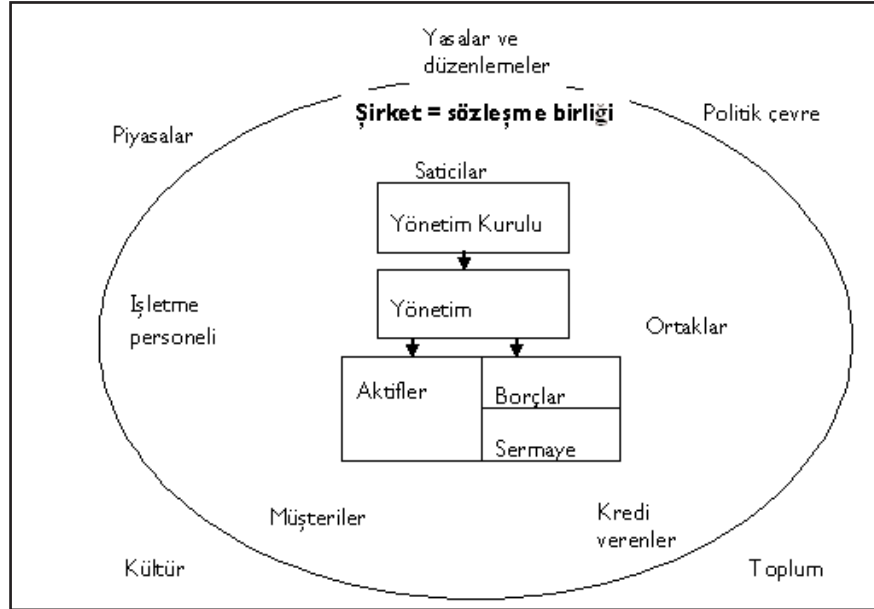 Yasalar ve
düzenlemeler
Şirket = sözleşme birliği
Politik çevre
Piyasalar
Saticilar
Yönetim Kurulu
Yönetim
Işletme
personeli
Ortaklar
Aktifler
Borçlar
Sermaye
Müşteriler
Kredi
verenler
Kültür
Toplum